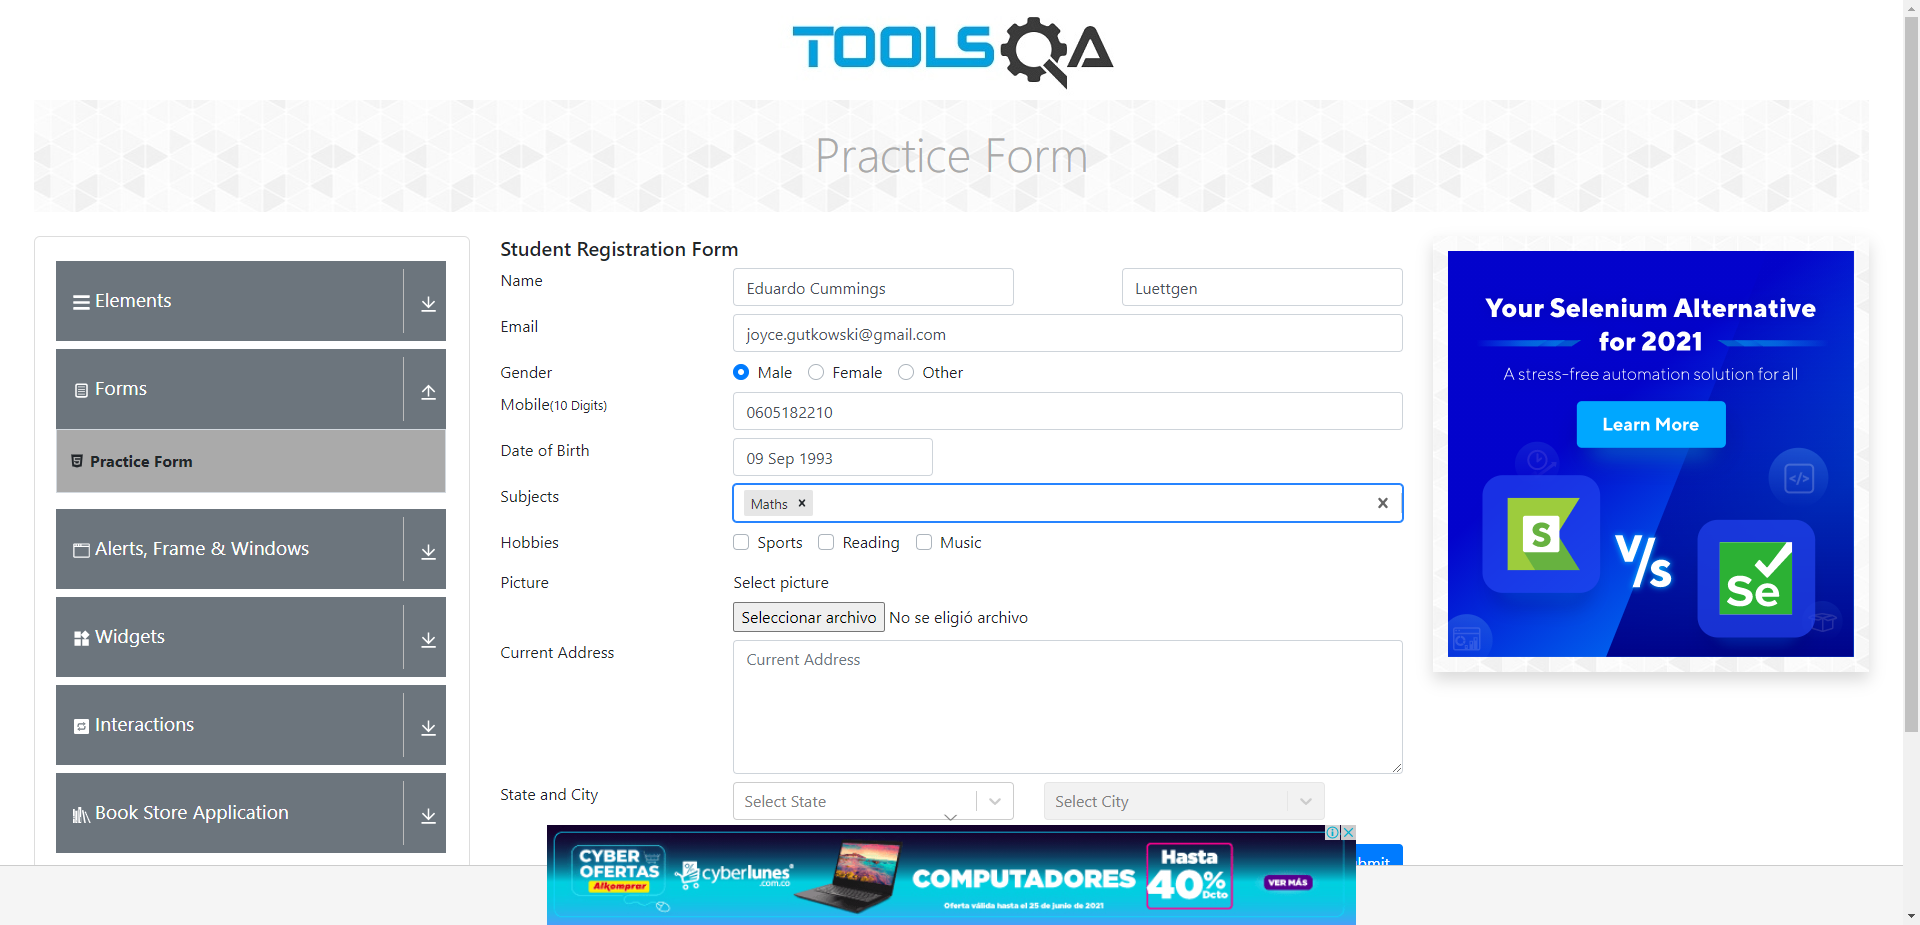 TOOLSQA
Practice Form
Elements
Forms
Practice Form
Alerts, Frame & Windows
Widgets
Interactions
Book Store Application
Student Registration Form
Name
Eduardo Cummings
Luettgen
Email
joyce.gutkowski@gmail.com
Gender
Male Female Other
Mobile(10 Digits)
0605182210
Date of Birth
09 Sep 1993
Subjects
Maths
Hobbies
Sports Reading Music
Picture
Select picture
Seleccionar archivo No se eligió archivo
Current Address
Current Address
State and City
Select State
Select City
Your Selenium Alternative
for 2021
A stress-free automation solution for all
Learn More
S
V/S
Se
CYBER
OFERTAS
Alkomprar
cyberlunes
.com.co
COMPUTADORES
Oferta válida hasta el 25 de junio de 2021
Hasta
40%
Dcto
VER MÁS